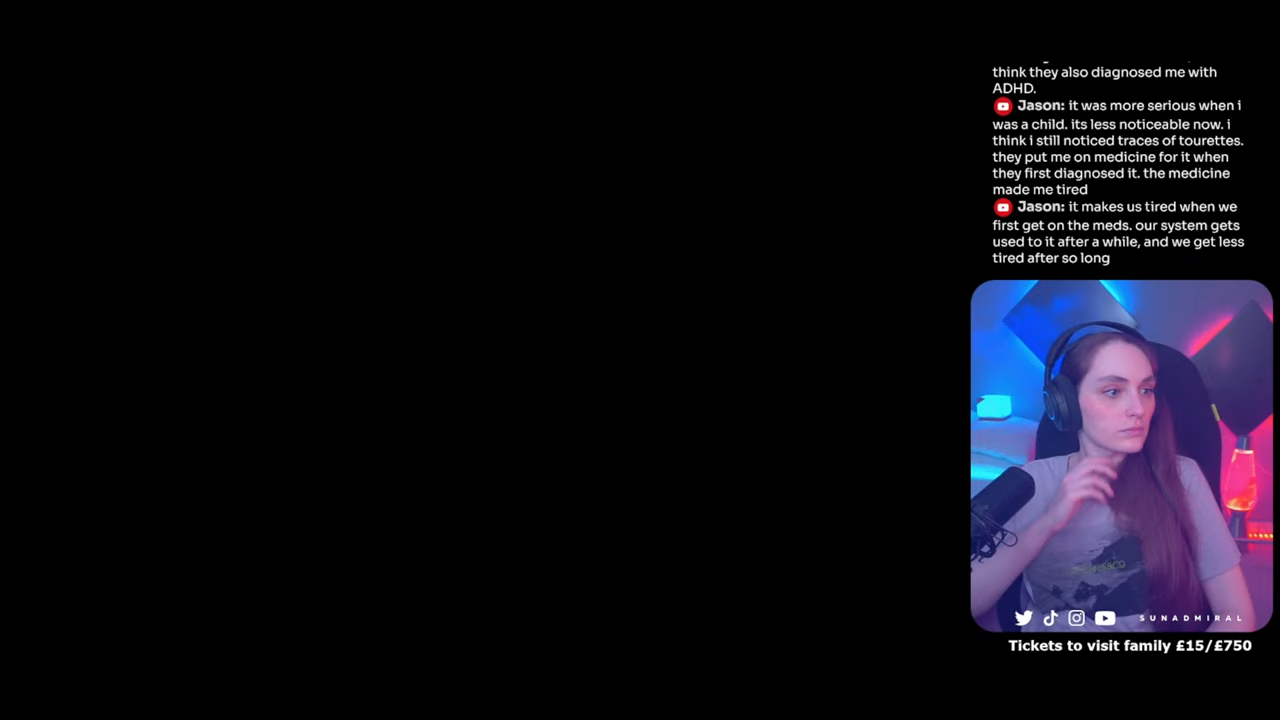 think they also diagnosed me with
ADHD.
Jason: it was more serious when i
was a child. its less noticeable now. i
think i still noticed traces of tourettes.
they put me on medicine for it when
they first diagnosed it. the medicine
made me tired
Jason: it makes us tired when we
first get on the meds. our system gets
used to it after a while, and we get less
tired after so long
SUNADMIRAL
Tickets to visit family £15/£750